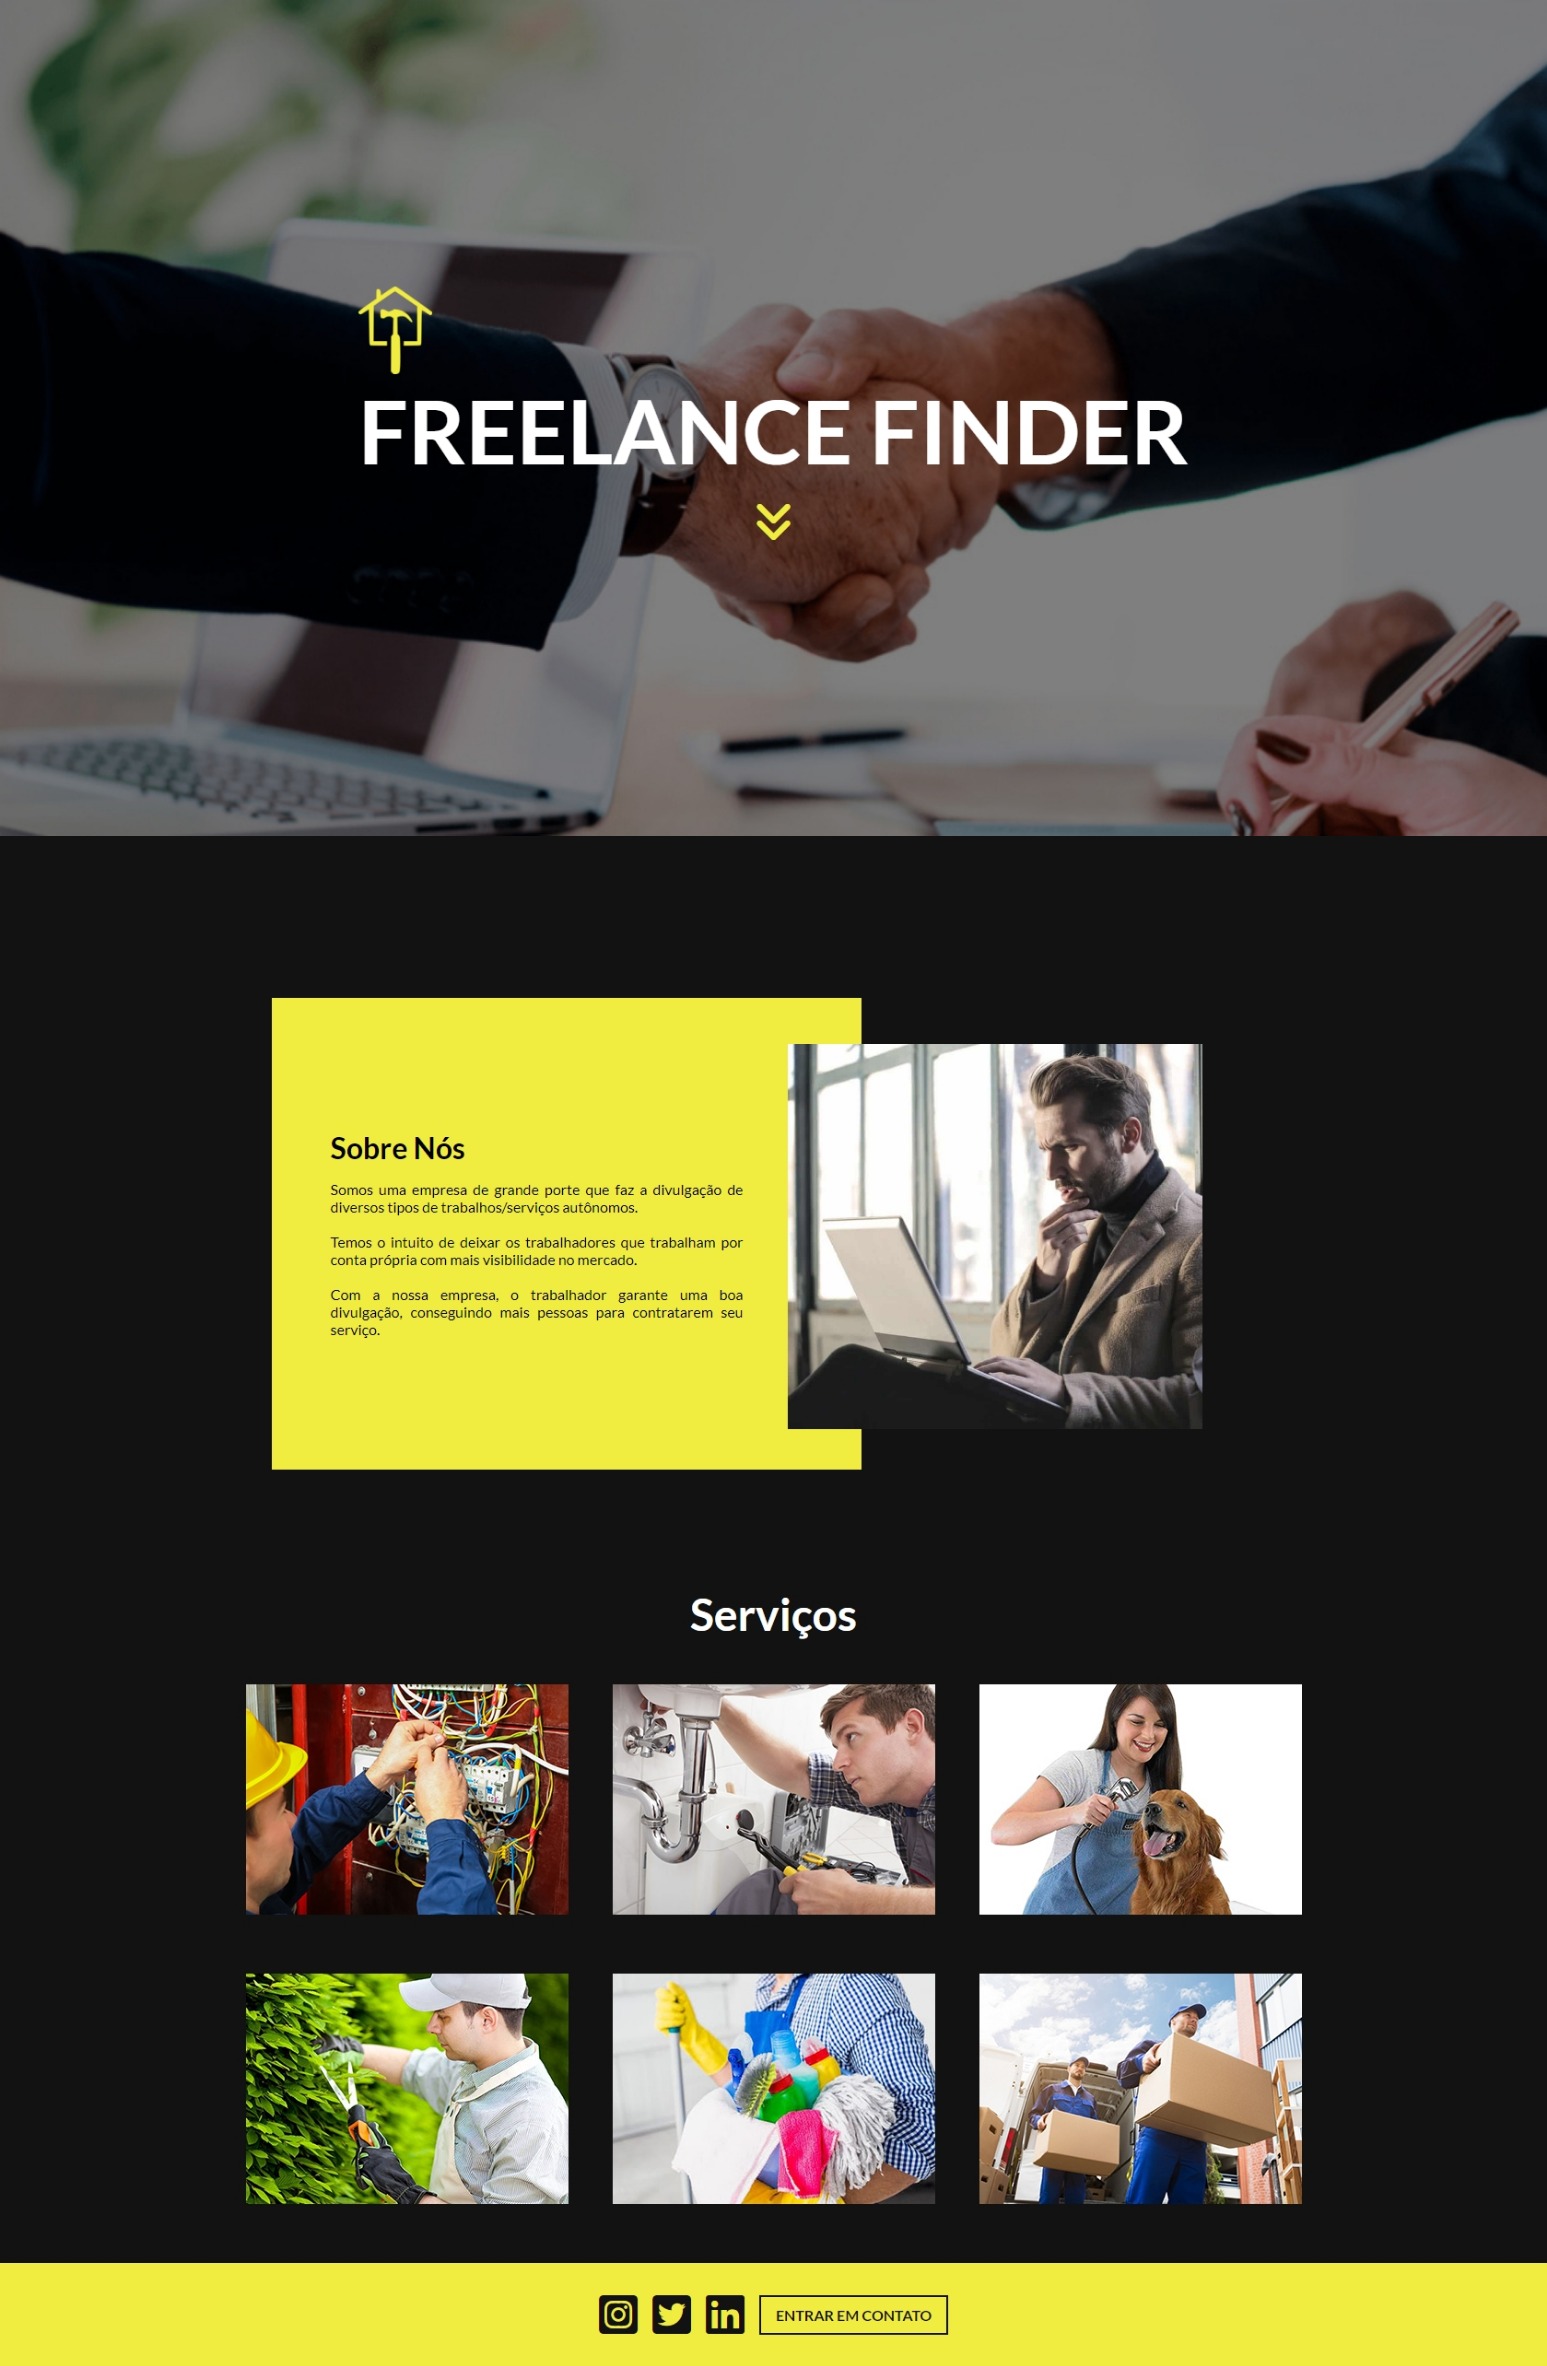 FREELANCE FINDER
Sobre Nós
Somos uma empresa de grande porte que faz a divulgação de
diversos tipos de trabalhos/serviços autônomos.
Temos o intuito de deixar os trabalhadores que trabalham por
conta própria com mais visibilidade no mercado.
Com a nossa empresa, o trabalhador garante uma boa
divulgação, conseguindo mais pessoas para contratarem seu
serviço.
Serviços
ENTRAR EM CONTATO